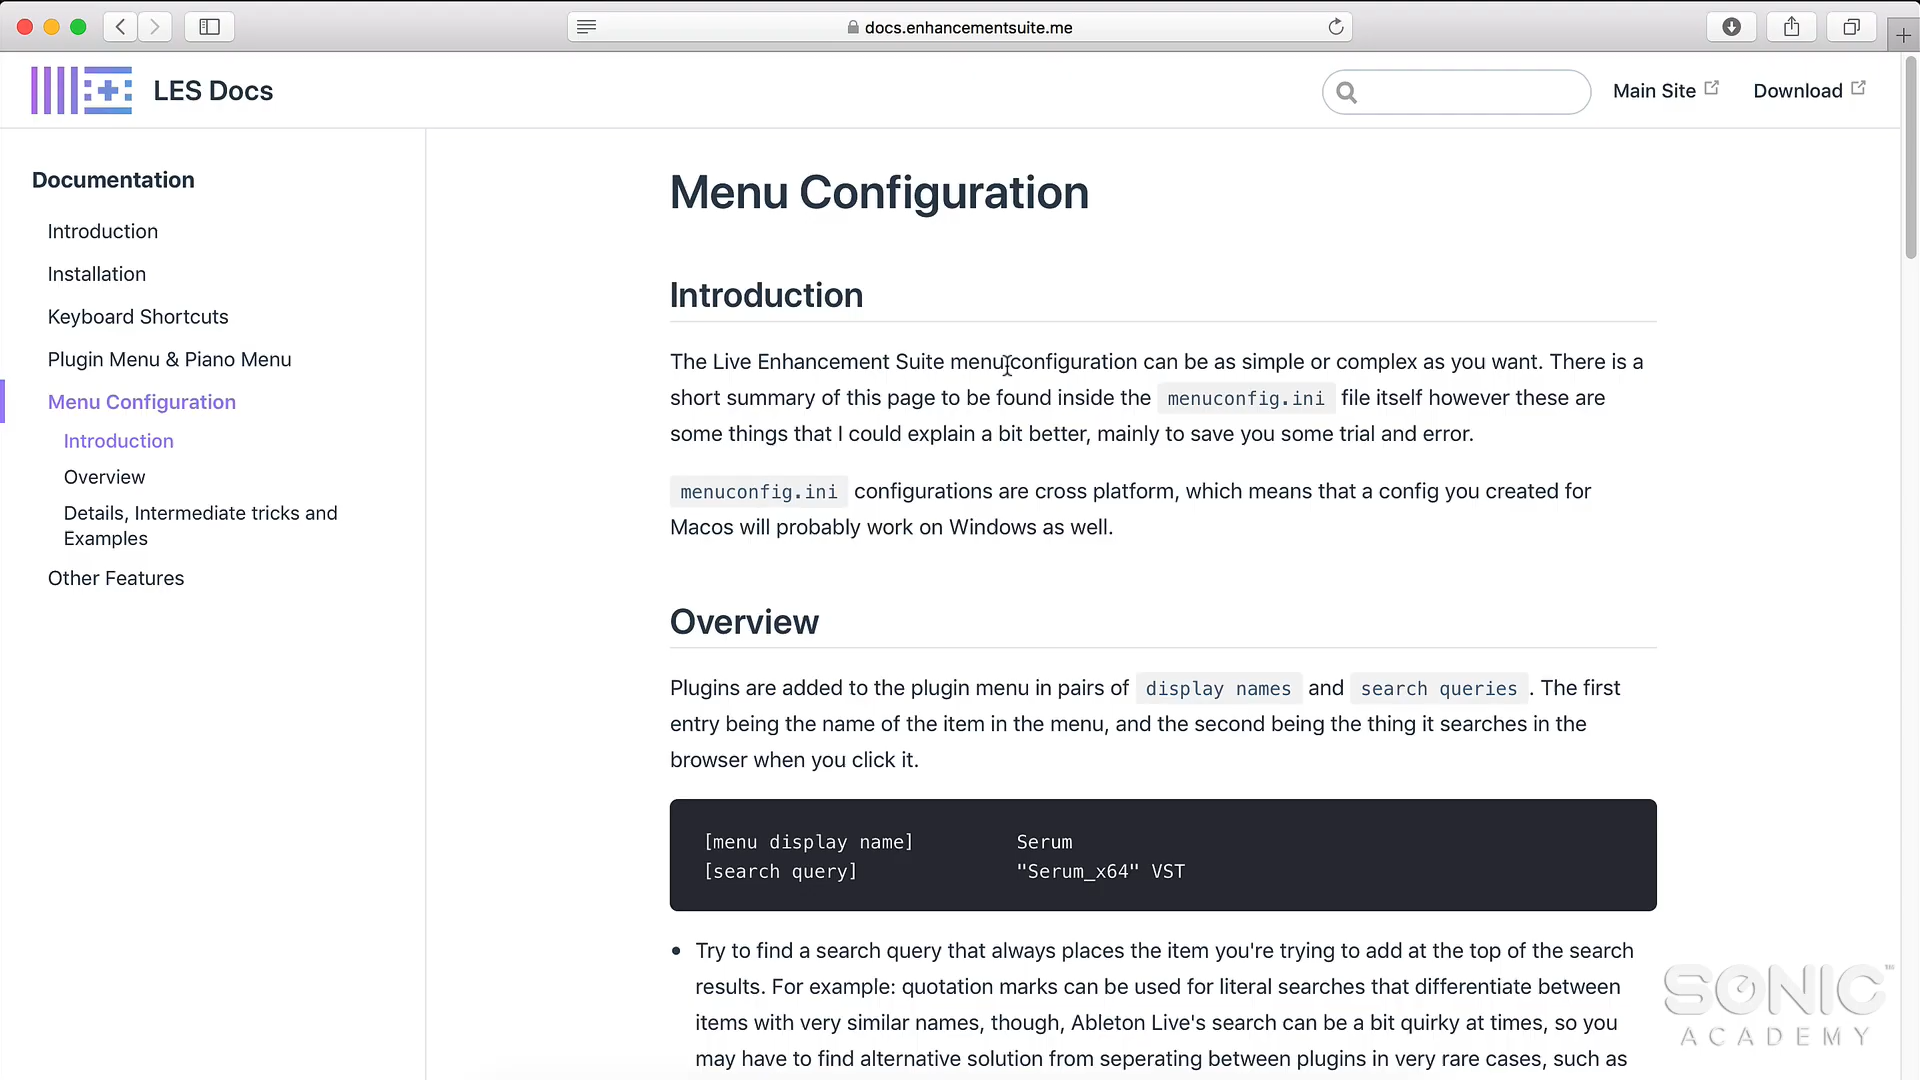 docs.enhancementsuite.me
LES Docs
Main Site
Download
Documentation
Introduction
Installation
Keyboard Shortcuts
Plugin Menu & Piano Menu
Menu Configuration
Introduction
Overview
Details, Intermediate tricks and
Examples
Other Features
Menu Configuration
Introduction
The Live Enhancement Suite menu configuration can be as simple or complex as you want. There is a
short summary of this page to be found inside the menuconfig.ini file itself however these are
some things that I could explain a bit better, mainly to save you some trial and error.
menuconfig.ini configurations are cross platform, which means that a config you created for
Macos will probably work on Windows as well.
Overview
Plugins are added to the plugin menu in pairs of display names and search queries . The first
entry being the name of the item in the menu, and the second being the thing it searches in the
browser when you click it.
[menu display name] Serum
[search query] "Serum_x64" VST
• Try to find a search query that always places the item you're trying to add at the top of the search
results. For example: quotation marks can be used for literal searches that differentiate between
items with very similar names, though, Ableton Live's search can be a bit quirky at times, so you
may have to find alternative solution from seperating between plugins in very rare cases, such as
SONIC™
ACADEMY